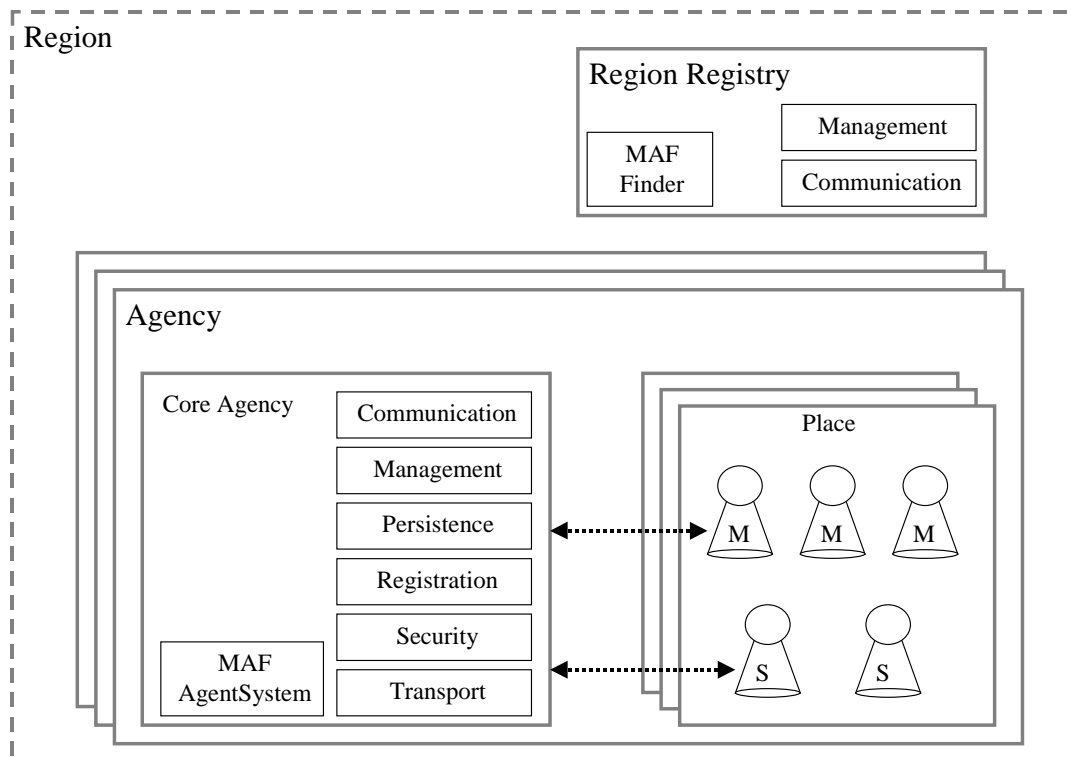 Region
Region Registry
Management
MAF
Finder
Communication
Agency
Core Agency
Communication
Management
Persistence
Registration
Security
MAF
AgentSystem
Transport
Place
M
M
M
S
S